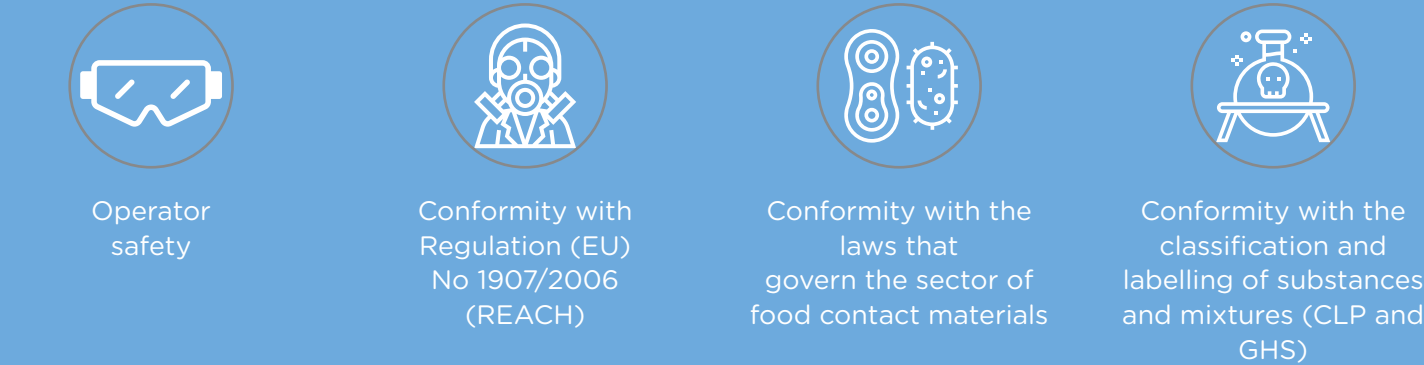 Operator
safety
Conformity with
Regulation (EU)
No 1907/2006
(REACH)
Conformity with the
laws that
govern the sector of
food contact materials
Conformity with the
classification and
labelling of substances
and mixtures (CLP and
GHS)